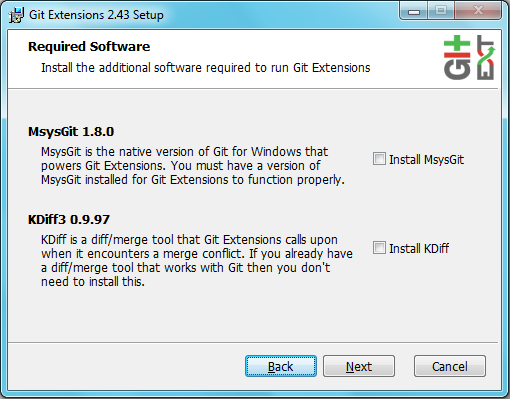 Git Extensions 2.43 Setup
Required Software
Install the additional software required to run Git Extensions
Git
EXT
MsysGit 1.8.0
MsysGit is the native version of Git for Windows that
powers Git Extensions. You must have a version of
MsysGit installed for Git Extensions to function properly.
Install MsysGit
KDiff3 0.9.97
KDiff is a diff/merge tool that Git Extensions calls upon
when it encounters a merge conflict. If you already have
a diff/merge tool that works with Git then you don't
need to install this.
Install KDiff
Back
Next
Cancel